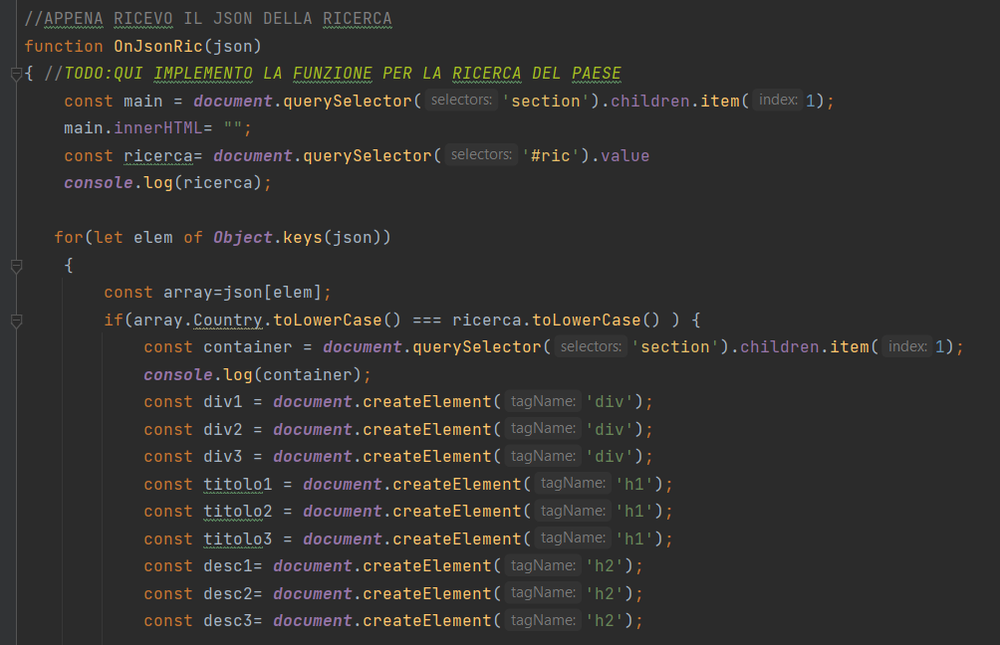 //APPENA RICEVO IL JSON DELLA RICERCA
function OnJsonRic(json)
{ //TODO:QUI IMPLEMENTO LA FUNZIONE PER LA RICERCA DEL PAESE
const main = document.querySelector( selectors: 'section').children.item( index: 1);
main.innerHTML= "";
const ricerca= document.querySelector( selectors: '#ric').value
console.log(ricerca);
for(let elem of Object.keys(json))
{
const array=json[elem];
if(array.Country.toLowerCase() === ricerca.toLowerCase() ) {
const container = document.querySelector( selectors: 'section').children.item( index: 1);
console.log(container);
const div1 = document.createElement( tagName: 'div');
const div2 = document.createElement( tagName: 'div');
const div3 = document.createElement( tagName: 'div');
const titolo1 = document.createElement( tagName: 'h1');
const titolo2 = document.createElement( tagName: 'h1');
const titolo3 = document.createElement( tagName: 'h1');
const desc1= document.createElement( tagName: 'h2');
const desc2= document.createElement( tagName: 'h2');
const desc3= document.createElement( tagName: 'h2');